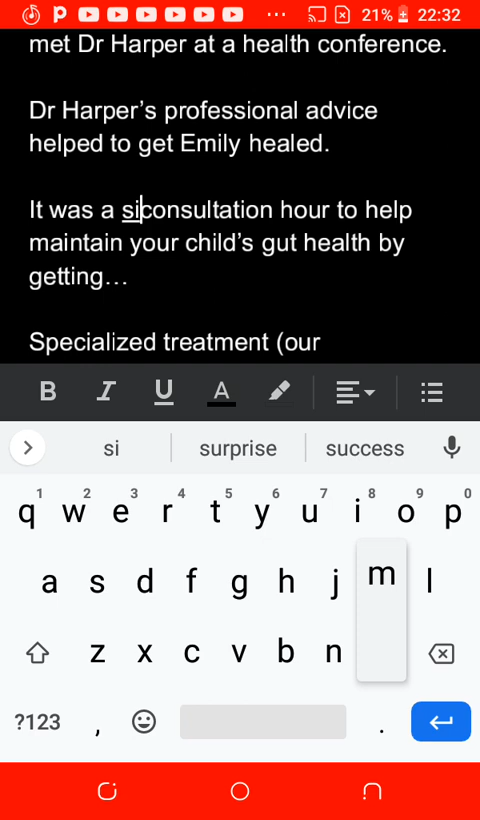 21% 22:32
met Dr Harper at a health conference.
Dr Harper's professional advice
helped to get Emily healed.
It was a siconsultation hour to help
maintain your child's gut health by
getting…
Specialized treatment (our
B I U A
si surprise success
1 2 3 4 5 6 7 8 9 0
q w e r t y u i o p
a s d f g h j m l
z x c v b n
?123 , .